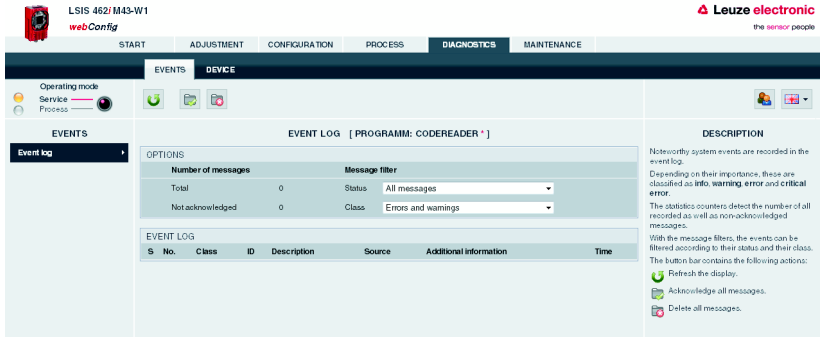 LSIS 462i M43-W1
webConfig
Leuze electronic
the sensor people
START ADJUSTMENT CONFIGURATION PROCESS DIAGNOSTICS MAINTENANCE
EVENTS DEVICE
Operating mode
Service
Process
EVENTS
Event log
EVENT LOG [ PROGRAMM: CODEREADER * ]
OPTIONS
Number of messages Message filter
Total 0 Status All messages
Not acknowledged 0 Class Errors and warnings
EVENT LOG
S No. Class ID Description Source Additional information Time
DESCRIPTION
Noteworthy system events are recorded in the
event log.
Depending on their importance, these are
classified as info, warning, error and critical
error.
The statistics counters detect the number of all
recorded as well as non-acknowledged
messages.
With the message filters, the events can be
filtered according to their status and their class.
The button bar contains the following actions:
Refresh the display.
Acknowledge all messages.
Delete all messages.